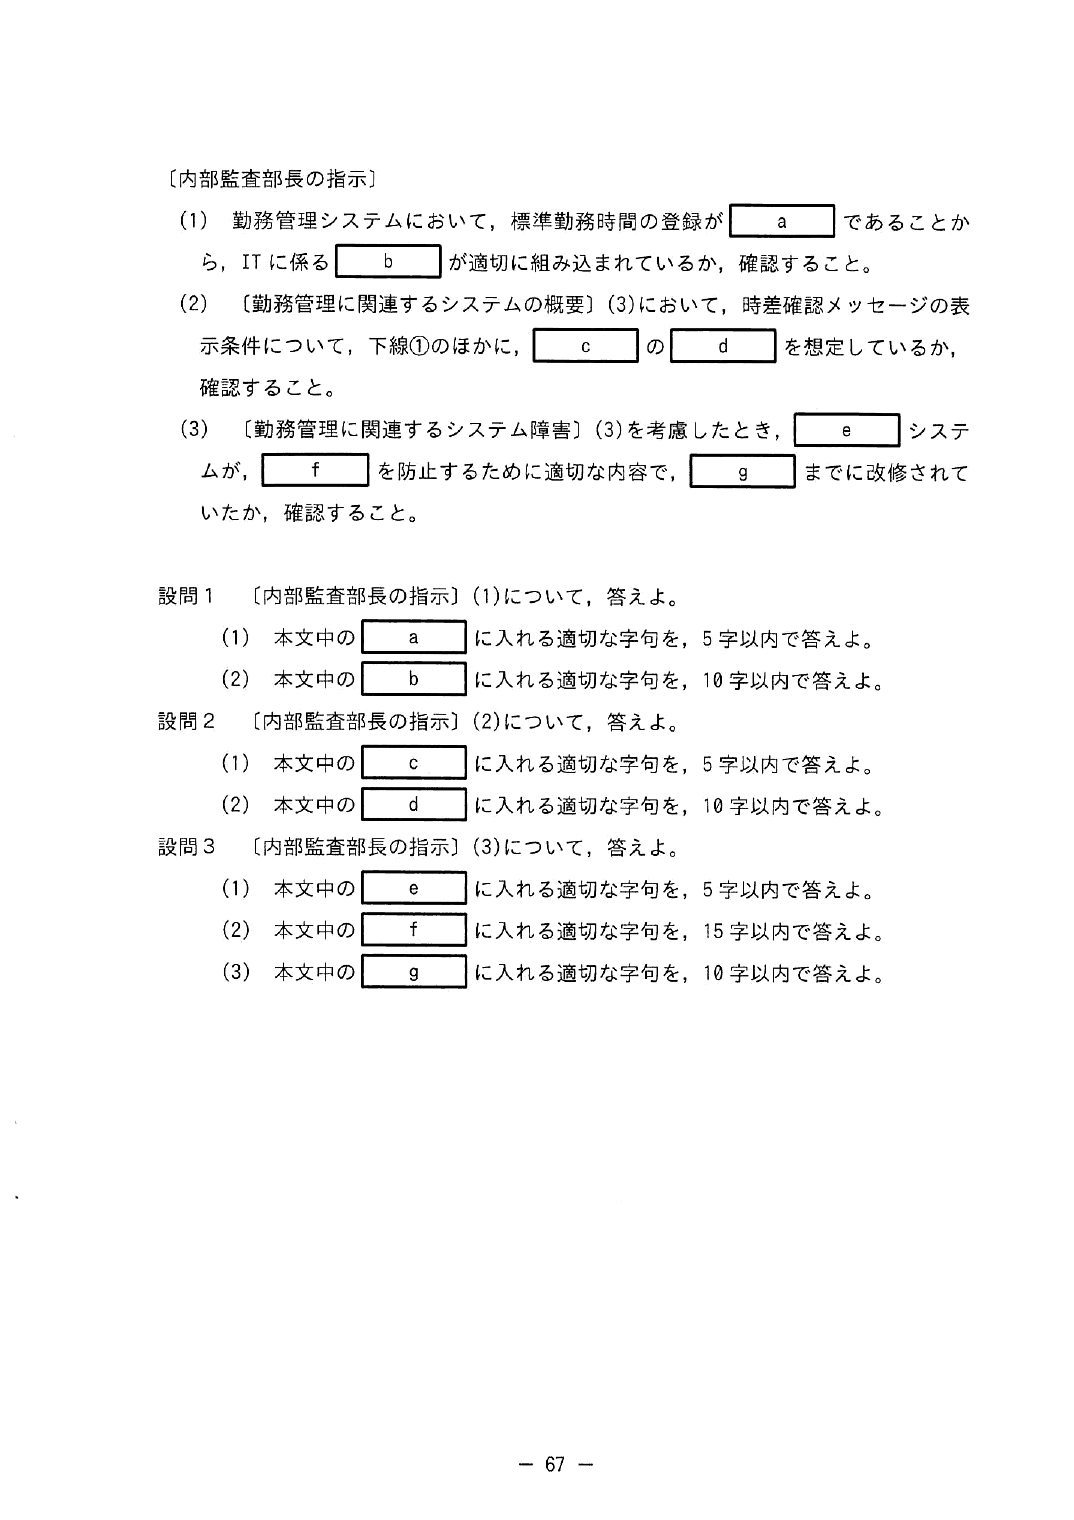 〔内部監査部長の指示〕
(1) 勤務管理システムにおいて，標準勤務時間の登録が a であることか
ら，IT に係る b が適切に組み込まれているか，確認すること。
(2) 〔勤務管理に関連するシステムの概要〕(3)において，時差確認メッセージの表
示条件について，下線①のほかに， c の d を想定しているか，
確認すること。
(3) 〔勤務管理に関連するシステム障害〕(3)を考慮したとき， e システ
ムが， f を防止するために適切な内容で， g までに改修されて
いたか，確認すること。
設問１ 〔内部監査部長の指示〕(1)について，答えよ。
(1) 本文中の a に入れる適切な字句を，5 字以内で答えよ。
(2) 本文中の b に入れる適切な字句を，10 字以内で答えよ。
設問２ 〔内部監査部長の指示〕(2)について，答えよ。
(1) 本文中の c に入れる適切な字句を，5 字以内で答えよ。
(2) 本文中の d に入れる適切な字句を，10 字以内で答えよ。
設問３ 〔内部監査部長の指示〕(3)について，答えよ。
(1) 本文中の e に入れる適切な字句を，5 字以内で答えよ。
(2) 本文中の f に入れる適切な字句を，15 字以内で答えよ。
(3) 本文中の g に入れる適切な字句を，10 字以内で答えよ。
－ 67 －